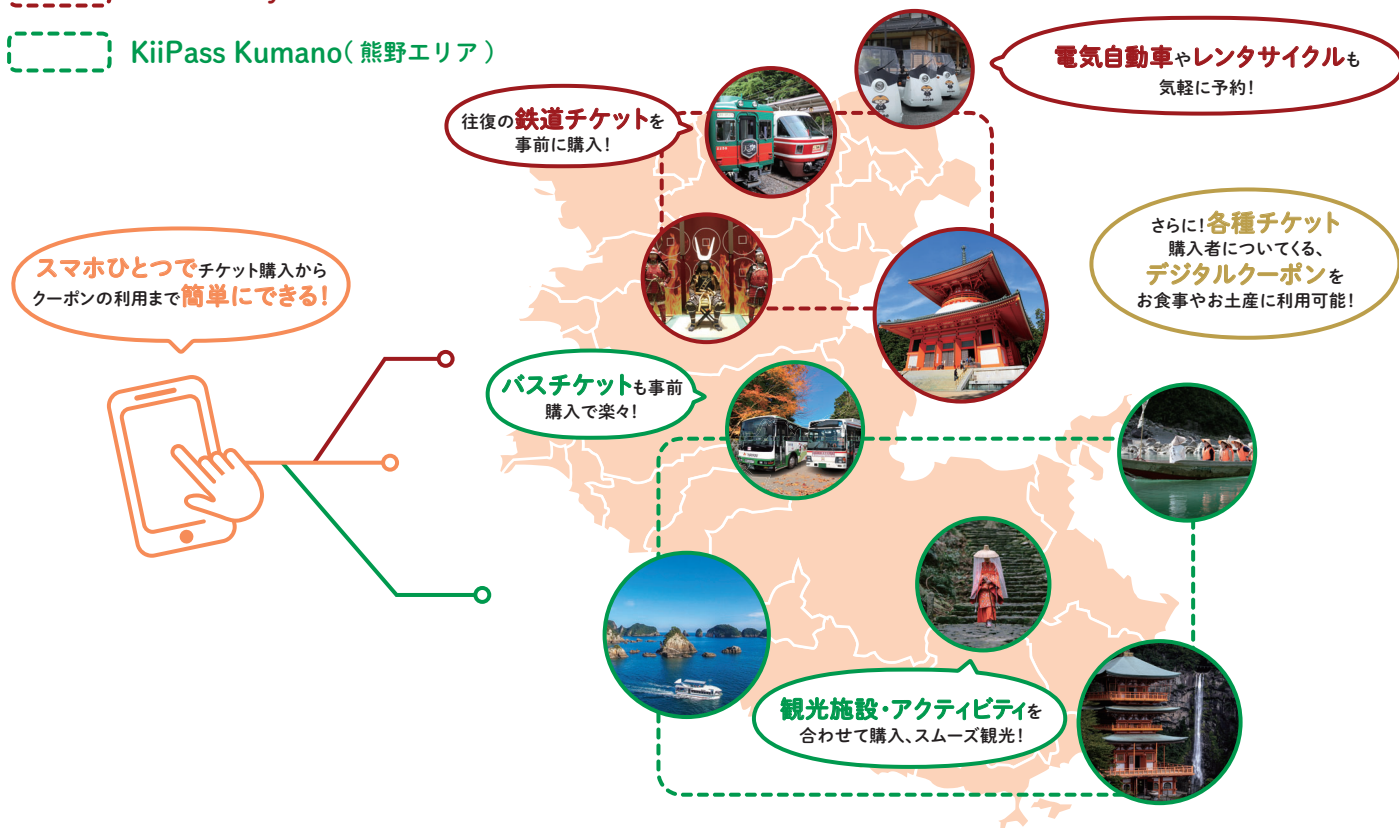 KiiPass Kumano(熊野エリア)
電気自動車やレンタサイクルも
気軽に予約!
往復の鉄道チケットを
事前に購入!
さらに!各種チケット
購入者についてくる、
デジタルクーポンを
お食事やお土産に利用可能!
スマホひとつでチケット購入から
クーポンの利用まで簡単にできる!
バスチケットも事前
購入で楽々!
観光施設・アクティビティを
合わせて購入、スムーズ観光!